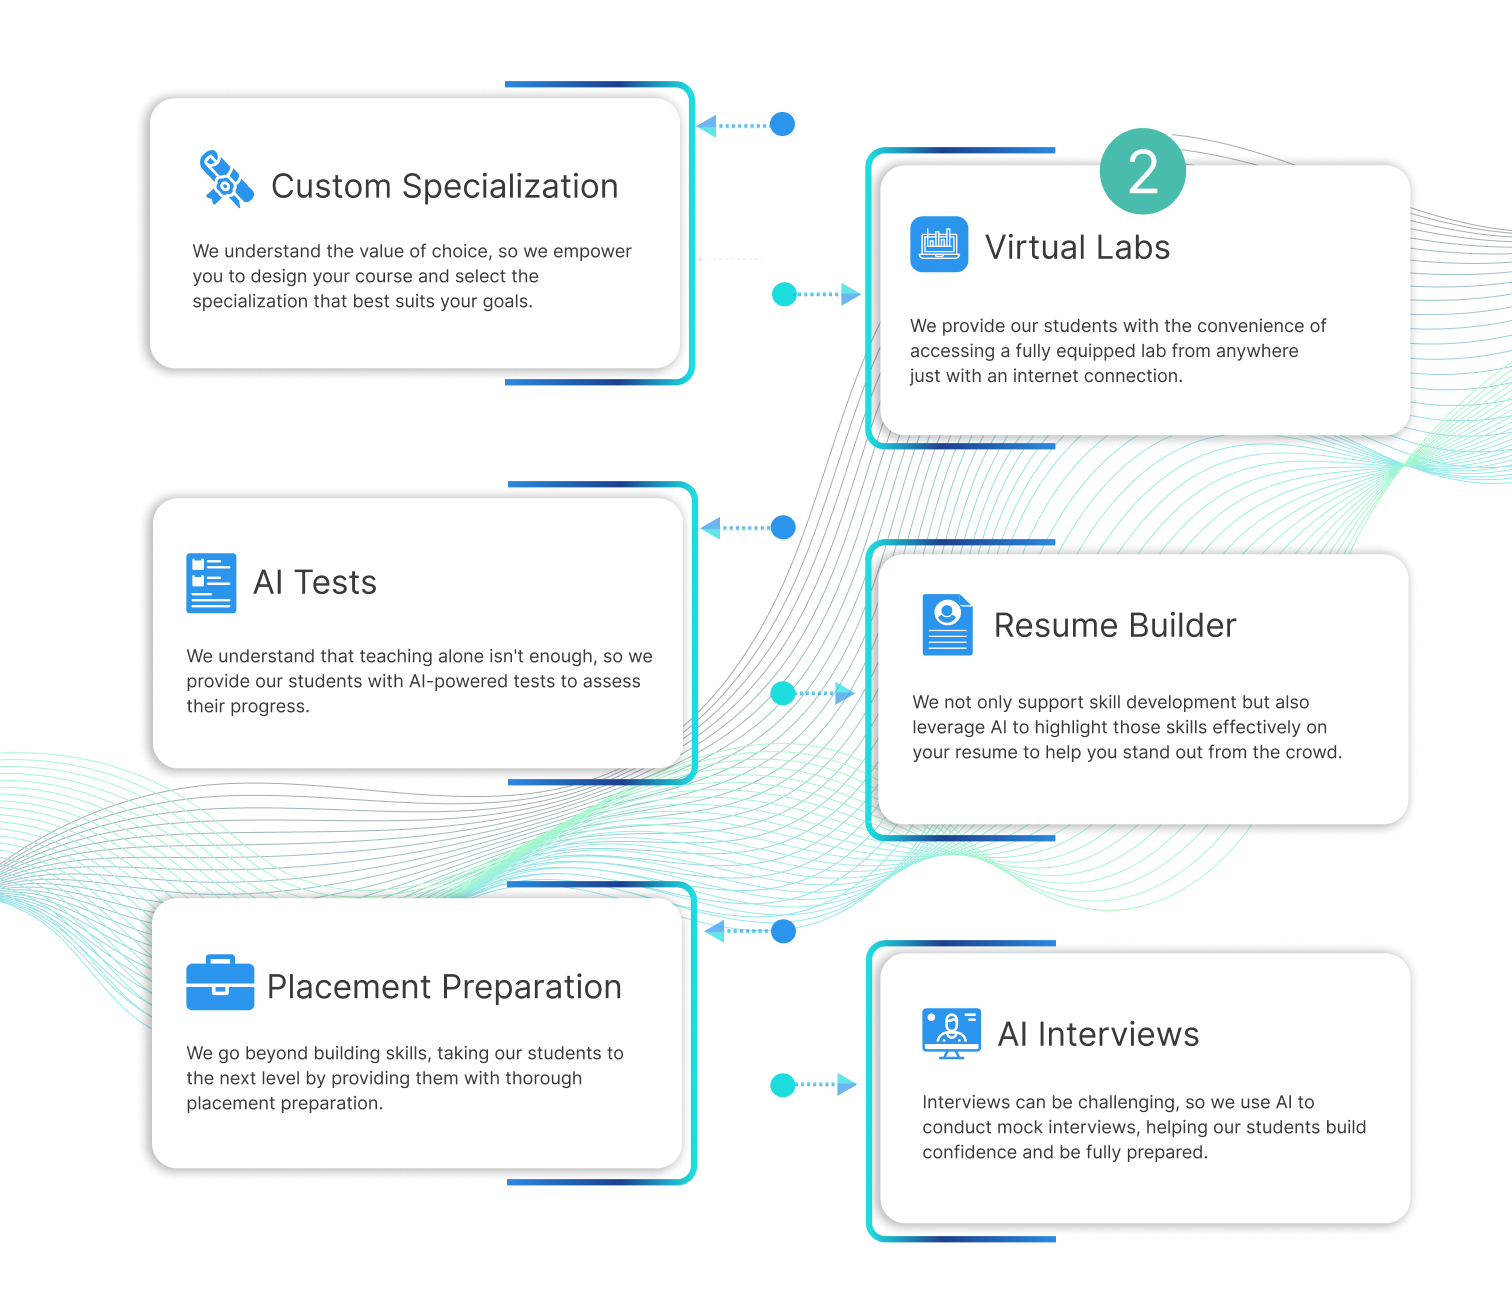 Custom Specialization
We understand the value of choice, so we empower
you to design your course and select the
specialization that best suits your goals.
2
Virtual Labs
We provide our students with the convenience of
accessing a fully equipped lab from anywhere
just with an internet connection.
AI Tests
We understand that teaching alone isn't enough, so we
provide our students with AI-powered tests to assess
their progress.
Resume Builder
We not only support skill development but also
leverage AI to highlight those skills effectively on
your resume to help you stand out from the crowd.
Placement Preparation
We go beyond building skills, taking our students to
the next level by providing them with thorough
placement preparation.
AI Interviews
Interviews can be challenging, so we use AI to
conduct mock interviews, helping our students build
confidence and be fully prepared.